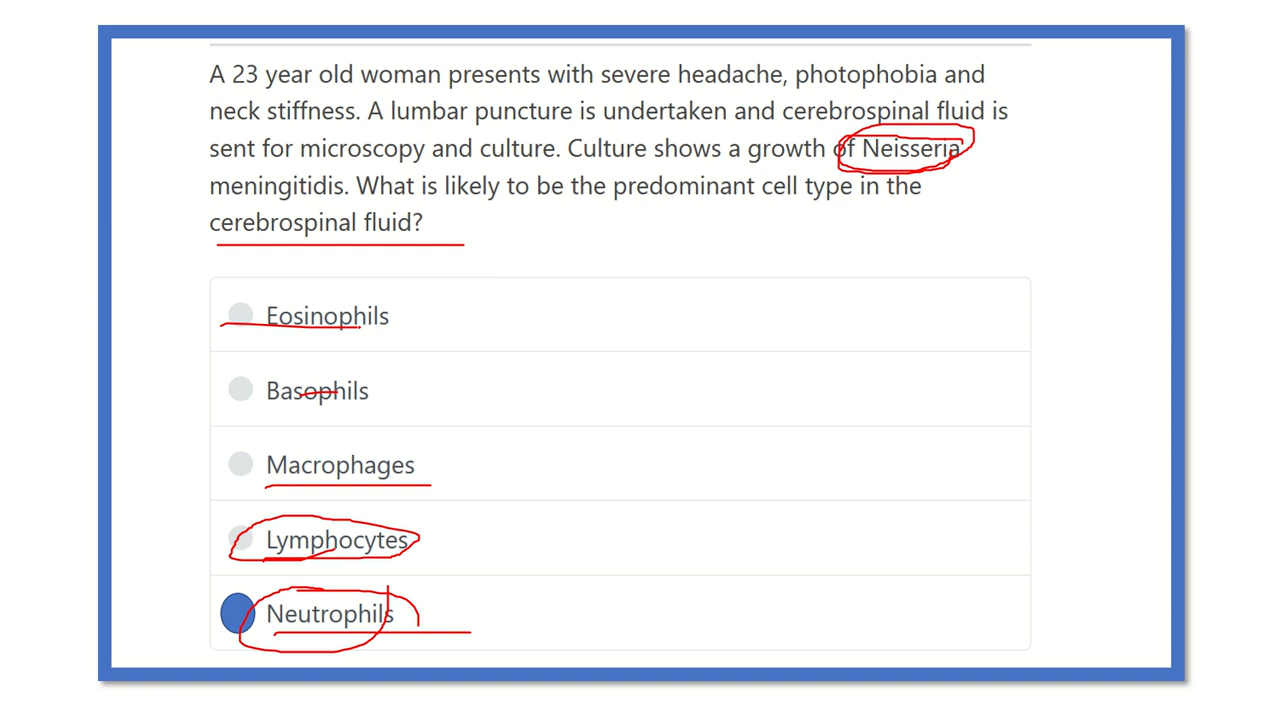 A 23 year old woman presents with severe headache, photophobia and
neck stiffness. A lumbar puncture is undertaken and cerebrospinal fluid is
sent for microscopy and culture. Culture shows a growth of Neisseria
meningitidis. What is likely to be the predominant cell type in the
cerebrospinal fluid?
Eosinophils
Basophils
Macrophages
Lymphocytes
Neutrophils